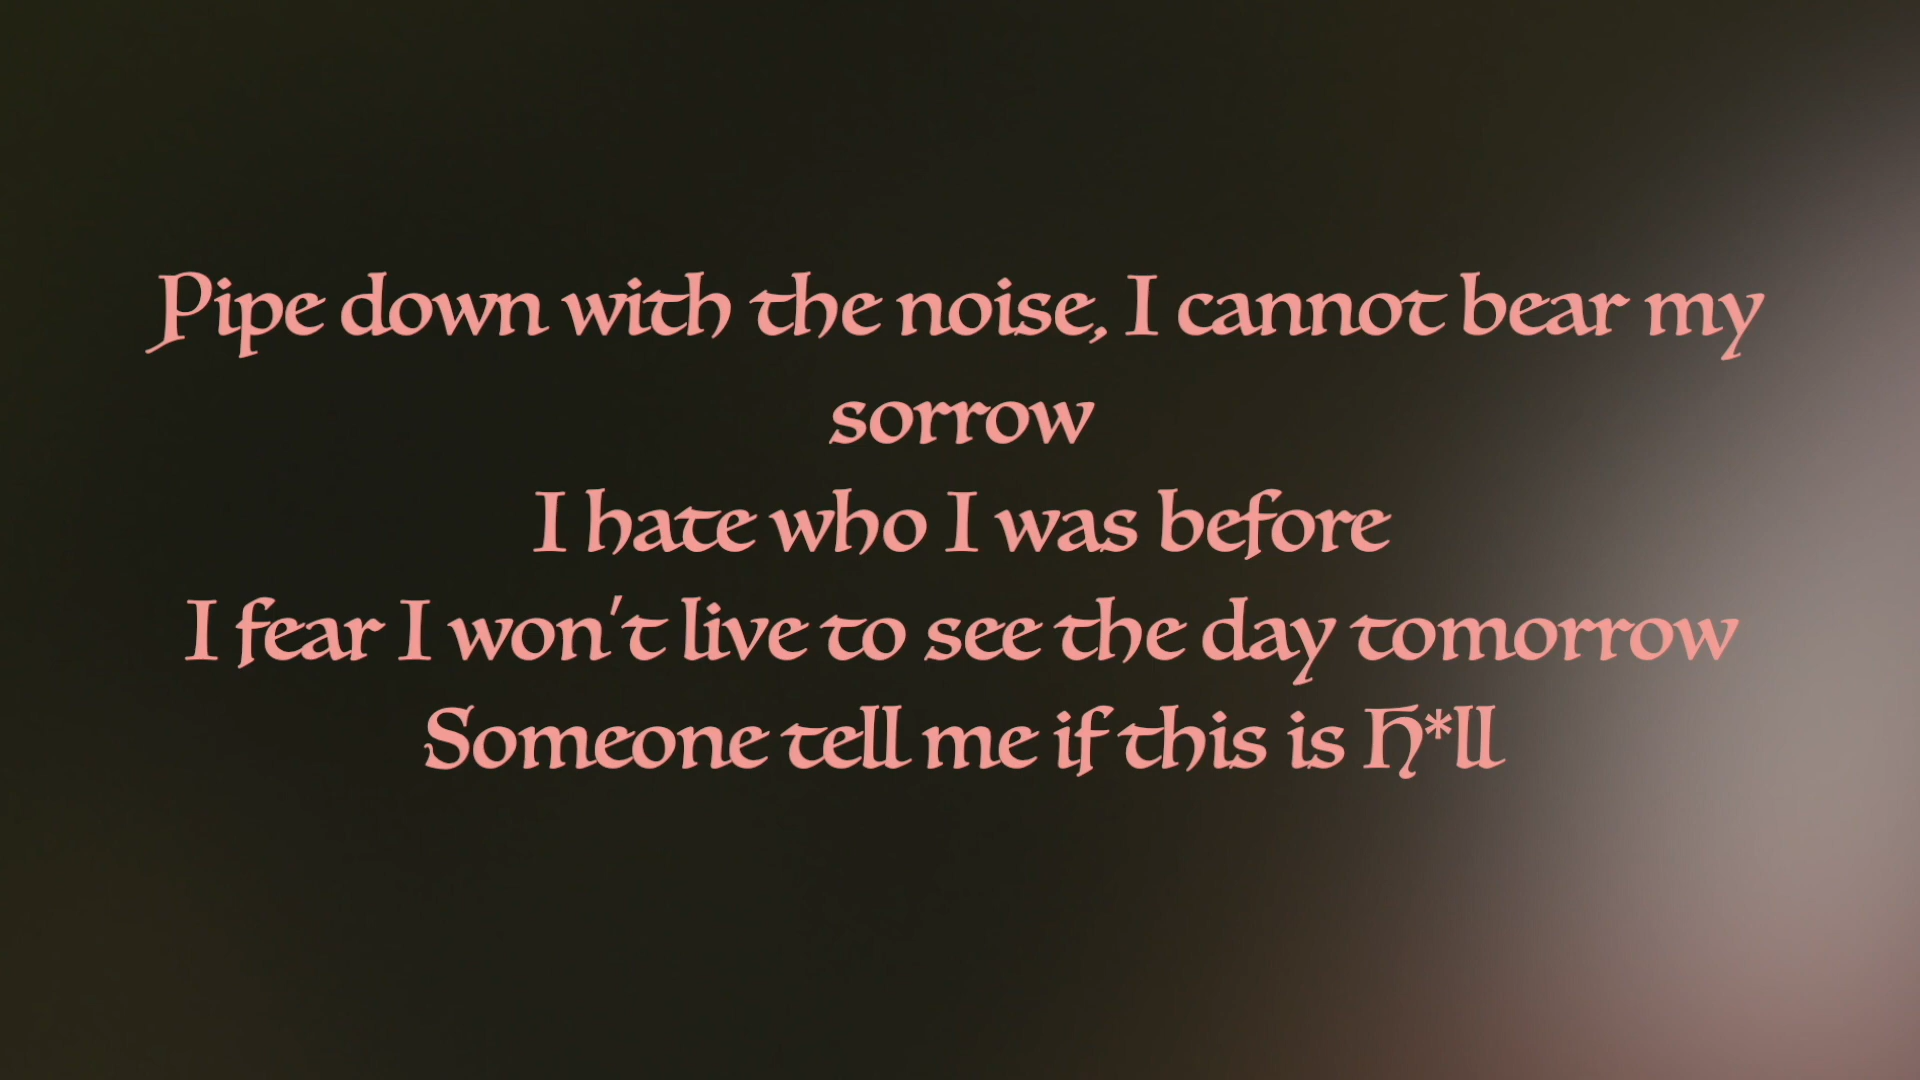 Pipe down with the noise, I cannot bear my
sorrow
I hate who I was before
I fear I won't live to see the day tomorrow
Someone tell me if this is H*ll